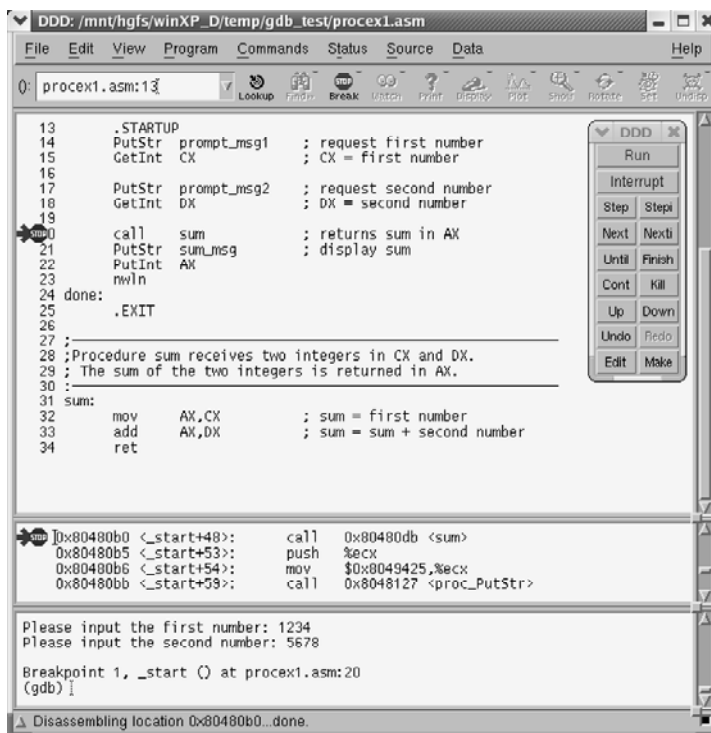 DDD: /mnt/hgfs/winXP_D/temp/gdb_test/procex1.asm
File Edit View Program Commands Status Source Data Help
(): procex1.asm:13
Lookup Find» Break Watch Print Display Plot Show Rotate Set Undisp
13 .STARTUP
14 PutStr prompt_msg1 ; request first number
15 GetInt CX ; CX = first number
16
17 PutStr prompt_msg2 ; request second number
18 GetInt DX ; DX = second number
19
20 call sum ; returns sum in AX
21 PutStr sum_msg ; display sum
22 PutInt AX
23 nwln
24 done:
25 .EXIT
26
27 ;
28 ;Procedure sum receives two integers in CX and DX.
29 ; The sum of the two integers is returned in AX.
30 ;
31 sum:
32 mov AX,CX ; sum = first number
33 add AX,DX ; sum = sum + second number
34 ret
DDD
Run
Interrupt
Step Stepi
Next Nexti
Until Finish
Cont Kill
Up Down
Undo Redo
Edit Make
0x80480b0 <_start+48>: call 0x80480db <sum>
0x80480b5 <_start+53>: push %ecx
0x80480b6 <_start+54>: mov $0x8049425,%ecx
0x80480bb <_start+59>: call 0x8048127 <proc_PutStr>
Please input the first number: 1234
Please input the second number: 5678
Breakpoint 1, _start () at procex1.asm:20
(gdb)
Disassembling location 0x80480b0...done.